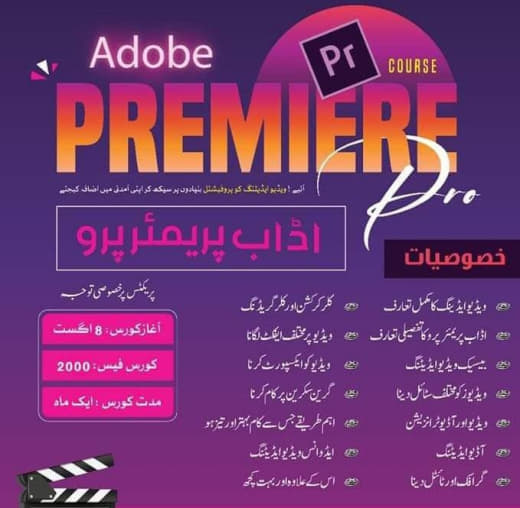 Adobe
Pr
COURSE
PREMIERE
Pro
آئیے ! ویڈیو ایڈیٹنگ کو پروفیشنل بنیادوں پر سیکھ کر اپنی آمدنی میں اضافہ کیجئے
اڈاب پریمئر پرو
خصوصیات
ویڈیو ایڈیٹنگ کا مکمل تعارف
اڈاب پریمئر پرو کا تفصیلی تعارف
بیسیک ویڈیو ایڈیٹنگ
ویڈیوز کو مختلف سٹائل دینا
ویڈیو اور آڈیو ٹرانزیشن
آڈیو ایڈیٹنگ
گرافک اور ٹائٹل دینا
کلر کرکشن اور کلر گریڈنگ
ویڈیو پر مختلف ایفکٹ لگانا
ویڈیو کو ایکسپورٹ کرنا
گرین سکرین پر کام کرنا
اہم طریقے جس سے کام بہتر اور تیز ہو
ایڈوانس ویڈیو ایڈیٹنگ
اس کے علاوہ اور بہت کچھ
پریکٹس پر خصوصی توجہ
آغاز کورس : 8 اگست
کورس فیس : 2000
مدت کورس : ایک ماہ